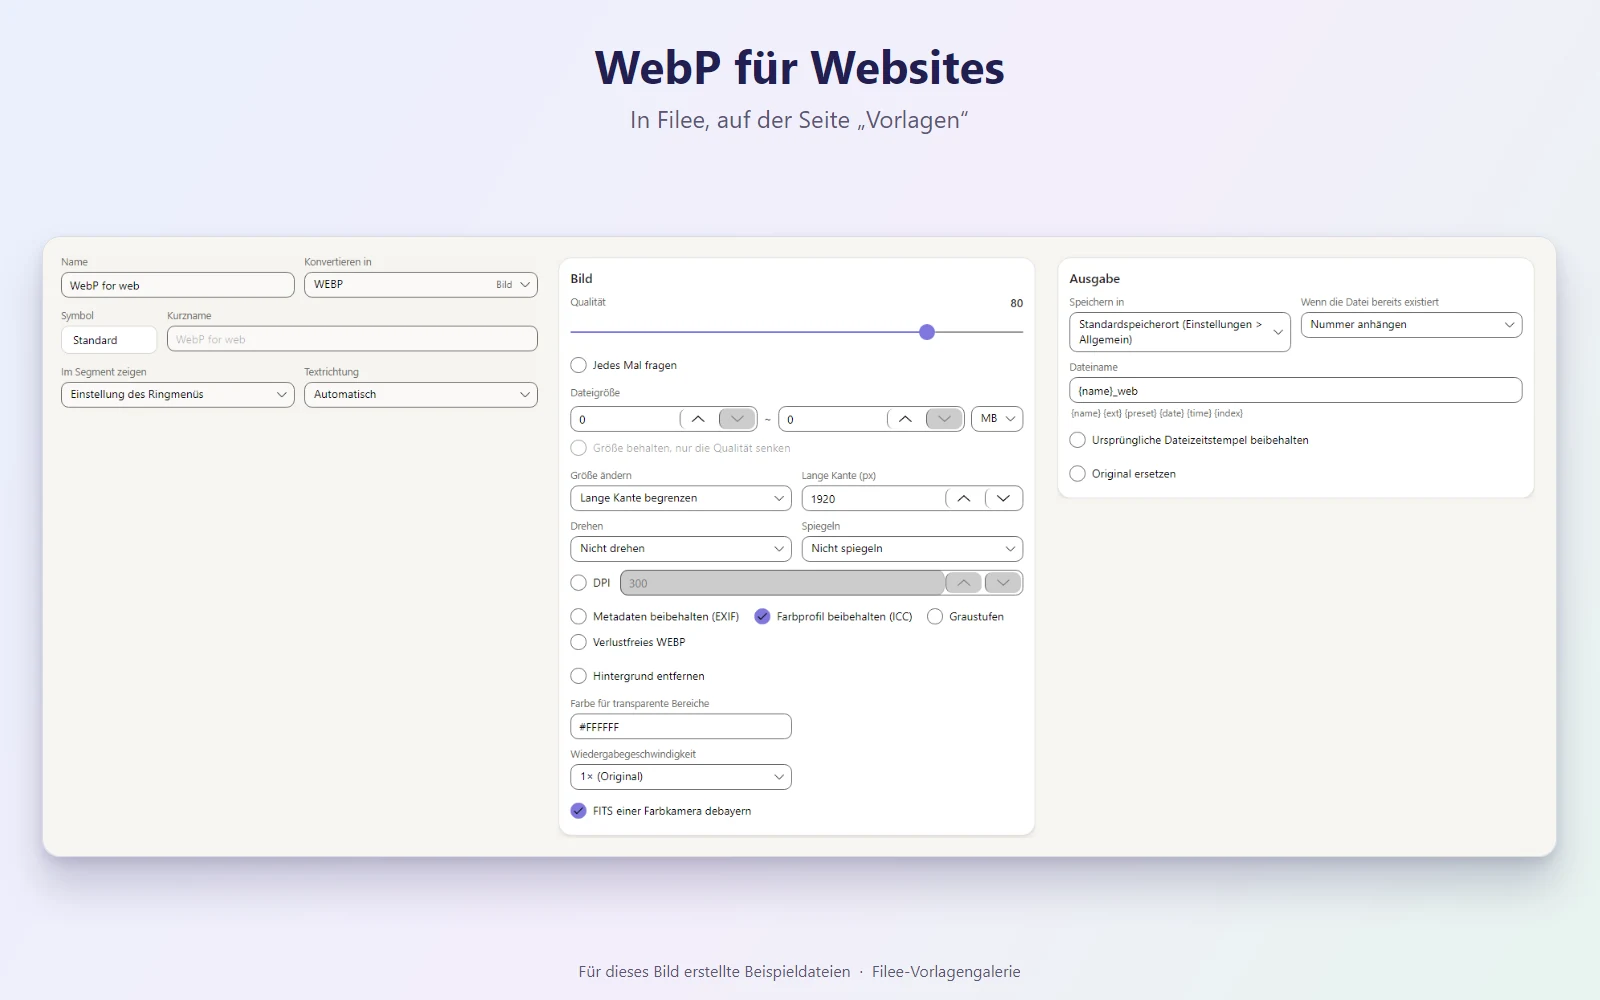 WebP für Websites
In Filee, auf der Seite „Vorlagen“
Name
Konvertieren in
WebP for web
WEBP
Bild
Symbol
Kurzname
Standard
WebP for web
Im Segment zeigen
Textrichtung
Einstellung des Ringmenüs
Automatisch
Bild
Qualität
80
Jedes Mal fragen
Dateigröße
0
~
0
MB
Größe behalten, nur die Qualität senken
Größe ändern
Lange Kante (px)
Lange Kante begrenzen
1920
Drehen
Spiegeln
Nicht drehen
Nicht spiegeln
DPI
300
Metadaten beibehalten (EXIF)
Farbprofil beibehalten (ICC)
Graustufen
Verlustfreies WEBP
Hintergrund entfernen
Farbe für transparente Bereiche
#FFFFFF
Wiedergabegeschwindigkeit
1× (Original)
FITS einer Farbkamera debayern
Ausgabe
Speichern in
Wenn die Datei bereits existiert
Standardspeicherort (Einstellungen >
Allgemein)
Nummer anhängen
Dateiname
{name}_web
{name} {ext} {preset} {date} {time} {index}
Ursprüngliche Dateizeitstempel beibehalten
Original ersetzen
Für dieses Bild erstellte Beispieldateien · Filee-Vorlagengalerie